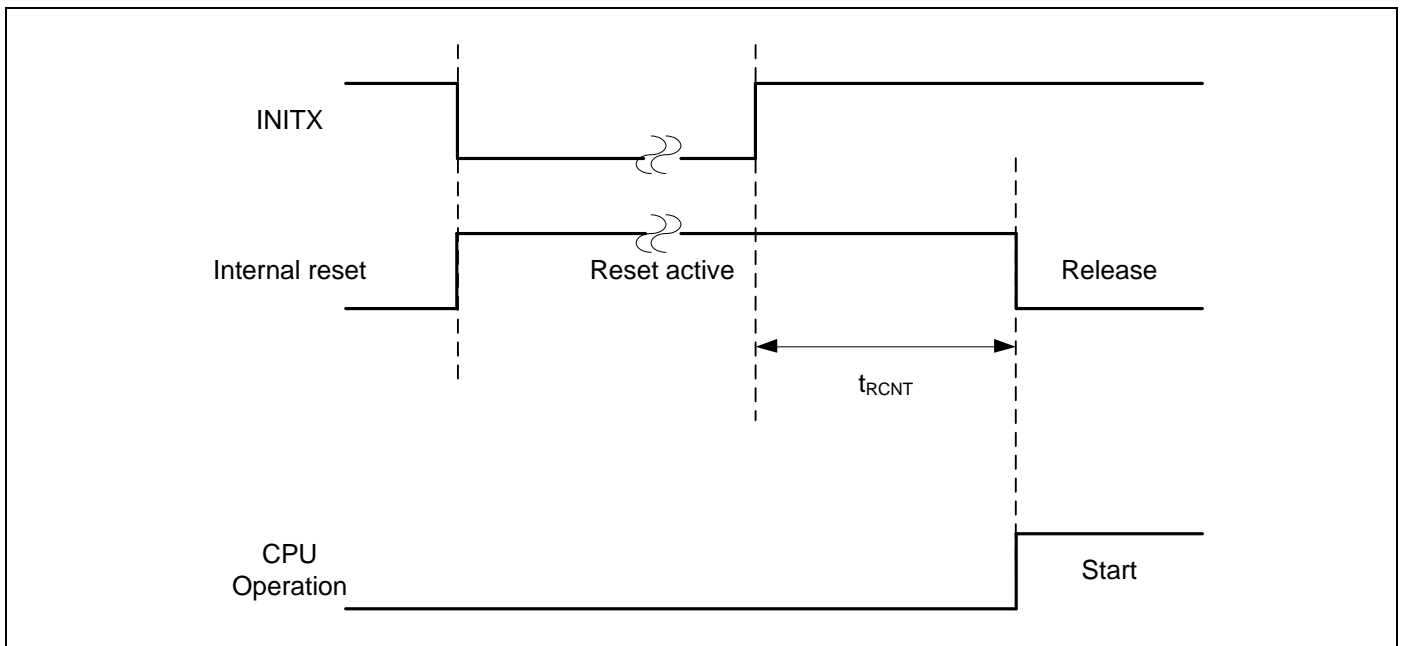 INITX
Internal reset
Reset active
Release
tRCNT
CPU
Operation
Start